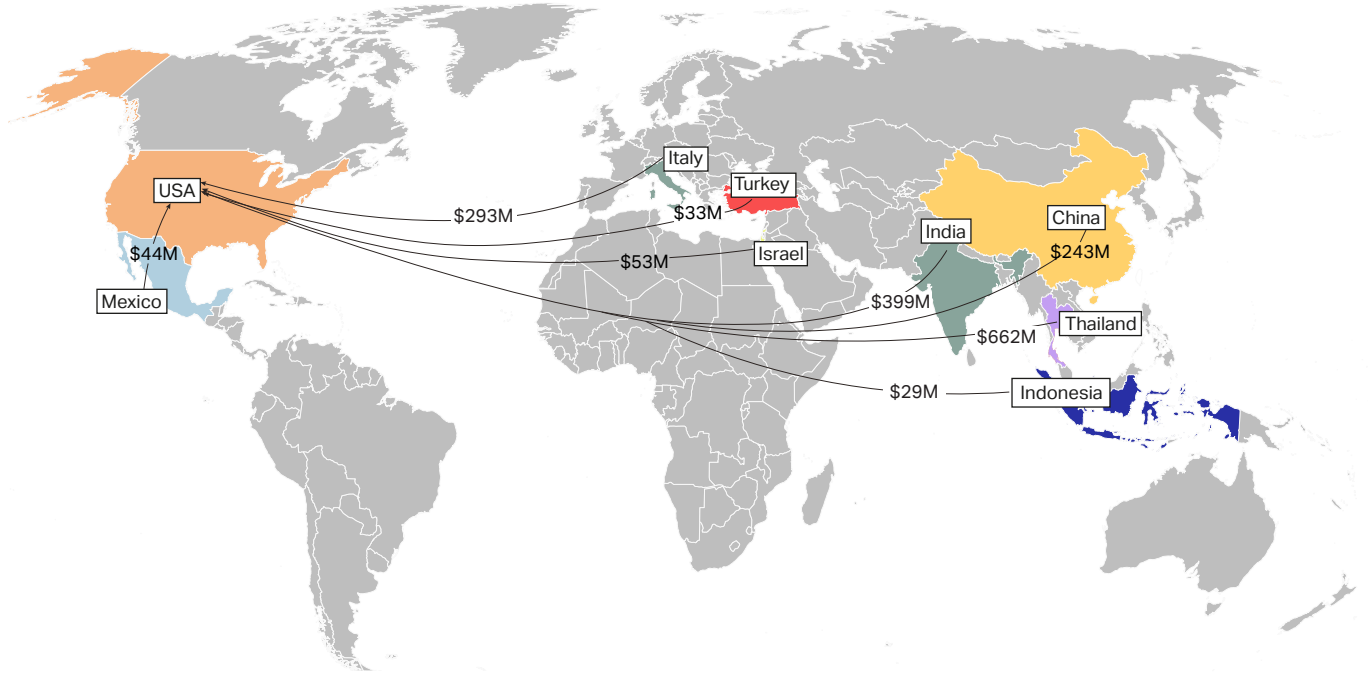 Italy
USA
Turkey
$293M
$33M
China
India
$44M
Israel
$243M
$53M
Mexico
$399M
Thailand
$662M
$29M
Indonesia